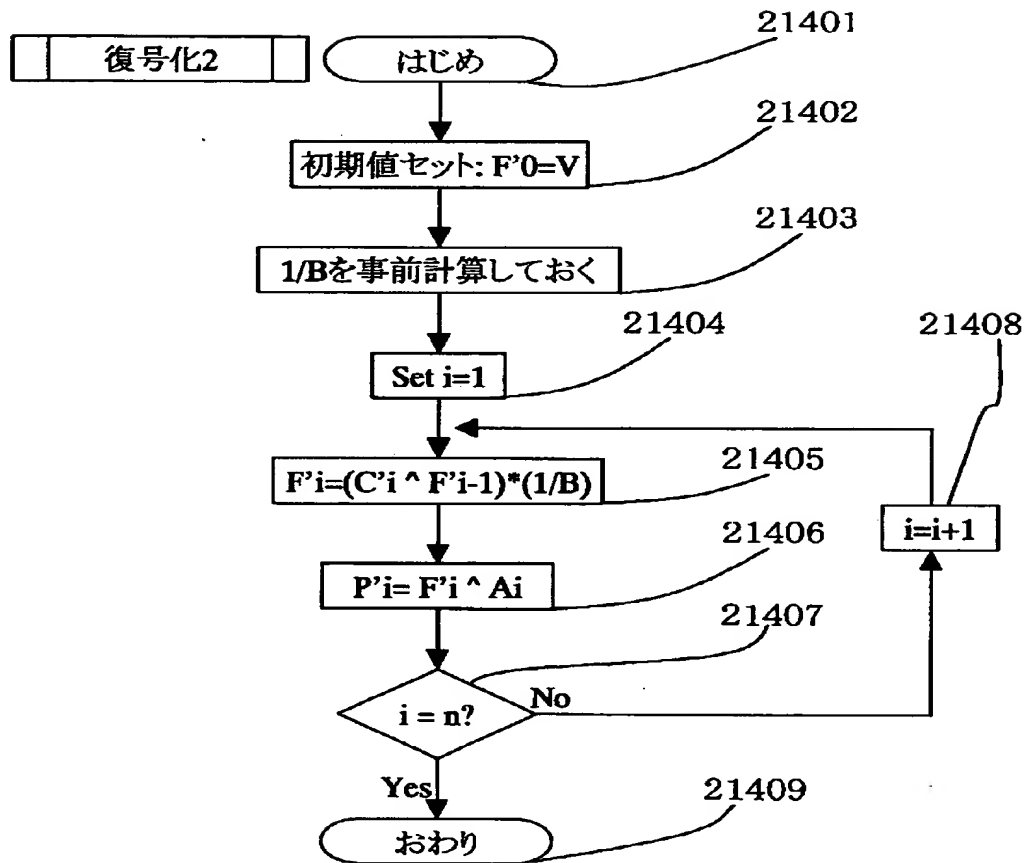 21401
復号化2
はじめ
21402
初期値セット: F'0=V
21403
1/Bを事前計算しておく
21404
21408
Set i=1
21405
F'i=(C'i ^ F'i-1)*(1/B)
i=i+1
21406
P'i= F'i ^ Ai
21407
No
i = n?
Yes
21409
おわり